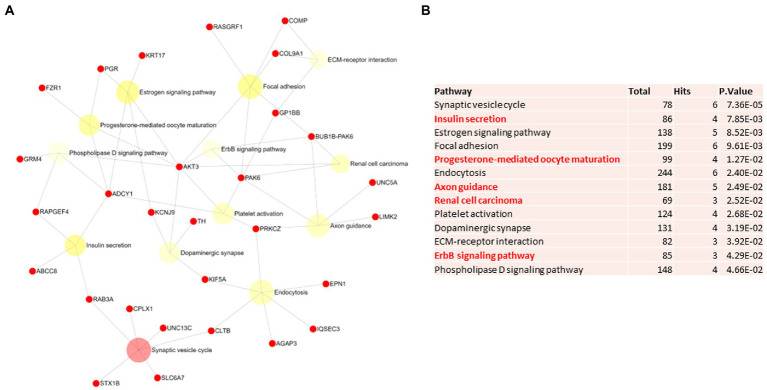 A
B
RASGRF1
COMP
KRT17
COL9A1
ECM-receptor interaction
PGR
FZR1
Estrogen signaling pathway
Focal adhesion
GP1BB
Progesterone-mediated oocyte maturation
BUB1B-PAK6
Phospholipase D signaling pathway
ErbB signaling pathway
GRM4
AKT3
Renal cell carcinoma
PAK6
UNC5A
ADCY1
RAPGEF4
KCNJ9
Platelet activation
LIMK2
TH
PRKCZ
Axon guidance
Insulin secretion
Dopaminergic synapse
ABCC8
KIF5A
EPN1
RAB3A
Endocytosis
CPLX1
UNC13C
CLTB
IQSEC3
AGAP3
Synaptic vesicle cycle
STX1B
SLC6A7
Pathway Total Hits P.Value
Synaptic vesicle cycle 78 6 7.36E-05
Insulin secretion 86 4 7.85E-03
Estrogen signaling pathway 138 5 8.52E-03
Focal adhesion 199 6 9.61E-03
Progesterone-mediated oocyte maturation 99 4 1.27E-02
Endocytosis 244 6 2.40E-02
Axon guidance 181 5 2.49E-02
Renal cell carcinoma 69 3 2.52E-02
Platelet activation 124 4 2.68E-02
Dopaminergic synapse 131 4 3.19E-02
ECM-receptor interaction 82 3 3.92E-02
ErbB signaling pathway 85 3 4.29E-02
Phospholipase D signaling pathway 148 4 4.66E-02